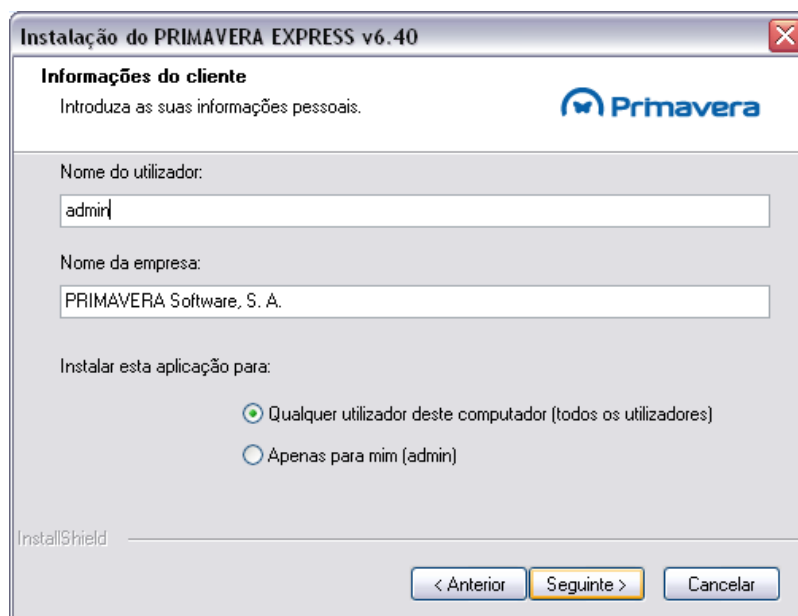 Instalação do PRIMAVERA EXPRESS v6.40
Informações do cliente
Introduza as suas informações pessoais.
Primavera
Nome do utilizador:
admin
Nome da empresa:
PRIMAVERA Software, S. A.
Instalar esta aplicação para:
Qualquer utilizador deste computador (todos os utilizadores)
Apenas para mim (admin)
InstallShield
< Anterior Seguinte > Cancelar